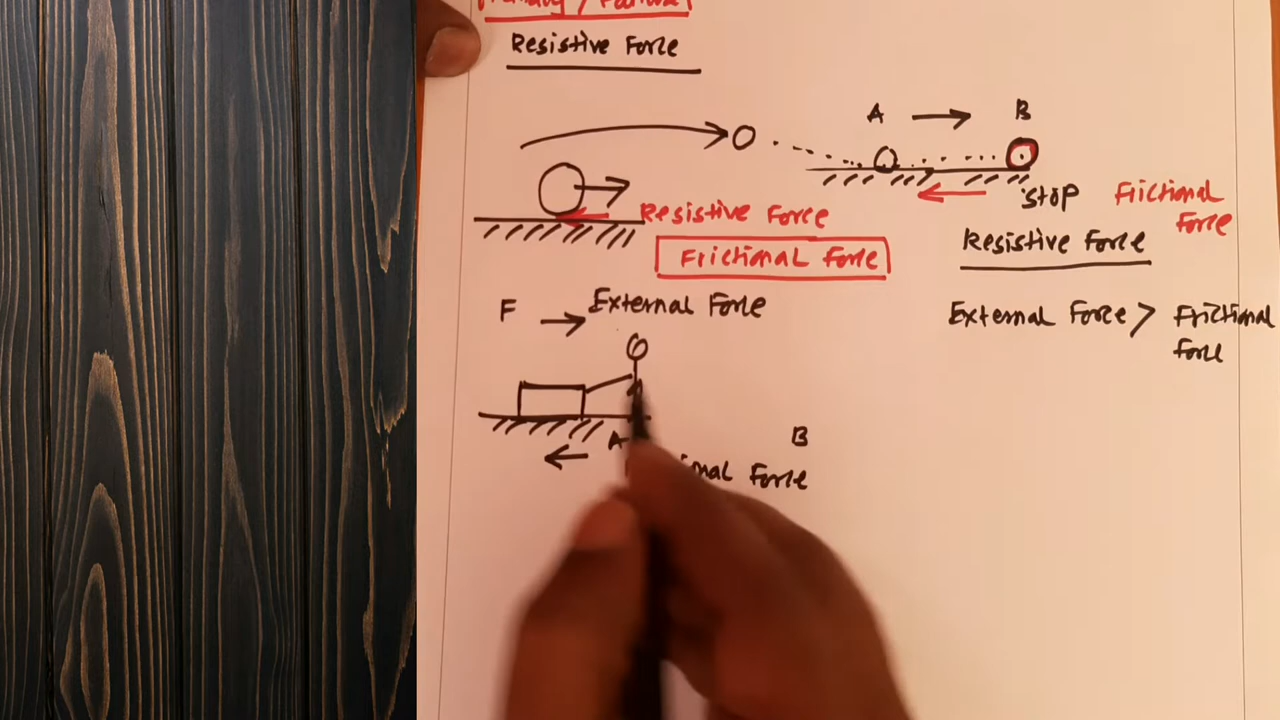 Resistive Force
A B
Resistive Force
Frictional Force
Stop
Frictional
Force
Resistive Force
F External Force
External Force > Frictional
Force
A B
Force